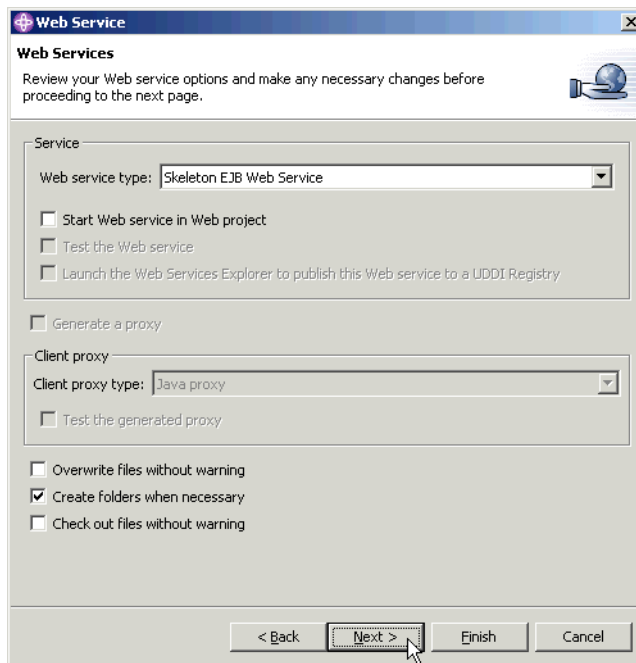 Web Service
Web Services
Review your Web service options and make any necessary changes before
proceeding to the next page.
Service
Web service type: Skeleton EJB Web Service
Start Web service in Web project
Test the Web service
Launch the Web Services Explorer to publish this Web service to a UDDI Registry
Generate a proxy
Client proxy
Client proxy type: Java proxy
Test the generated proxy
Overwrite files without warning
Create folders when necessary
Check out files without warning
< Back Next > Finish Cancel